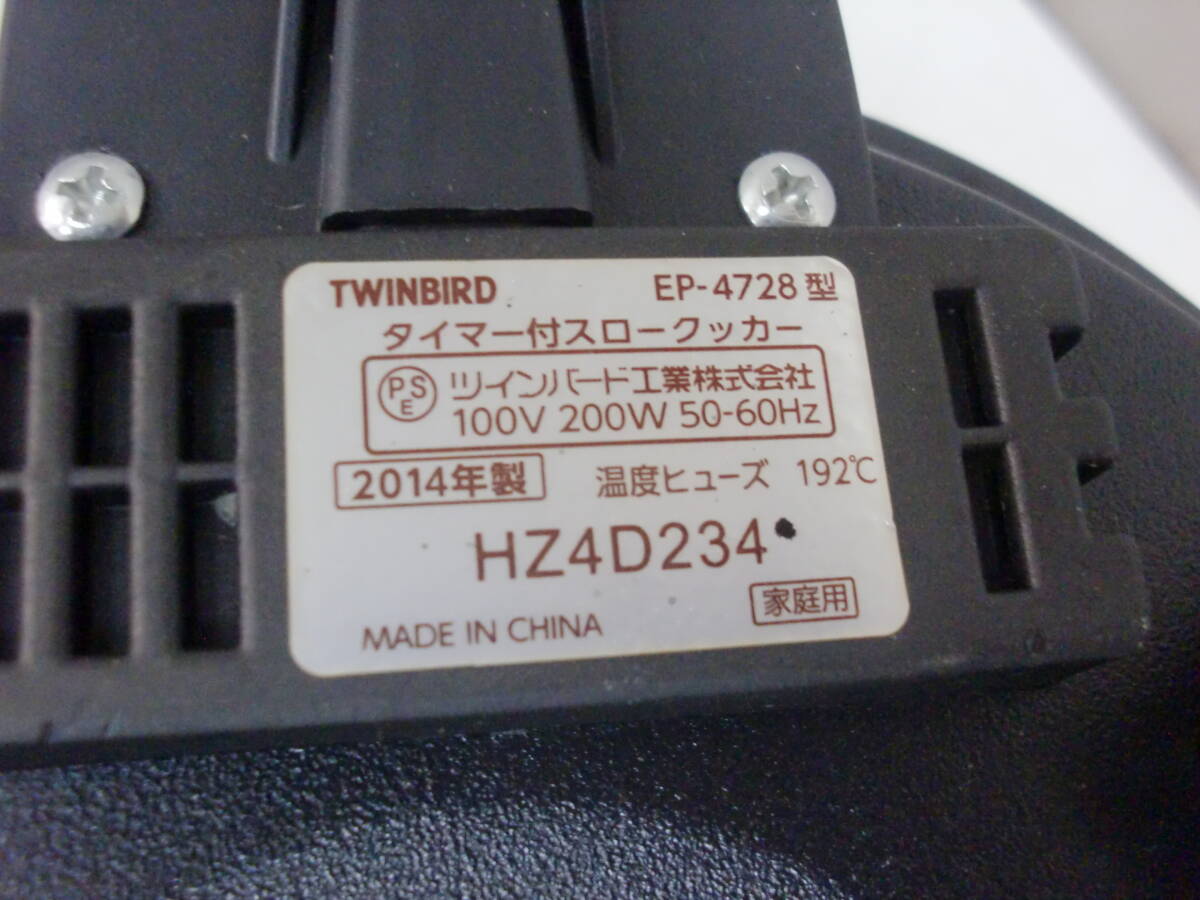 TWINBIRD EP-4728型
タイマー付スロークッカー
PSE ツインバード工業株式会社
100V 200W 50-60Hz
2014年製 温度ヒューズ 192℃
HZ4D234
家庭用
MADE IN CHINA